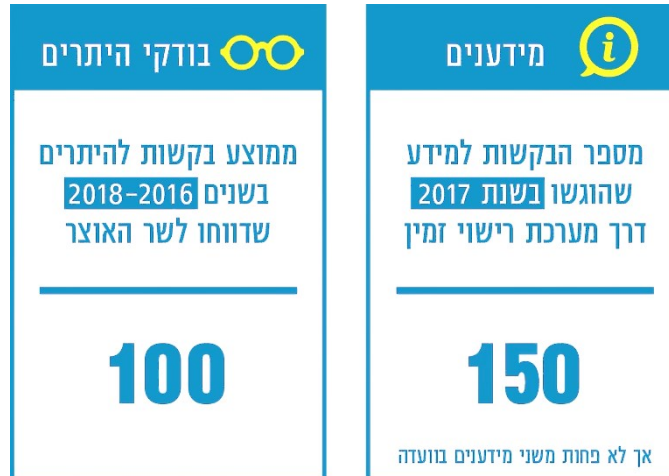 מידענים
מספר הבקשות למידע
שהוגשו בשנת 2017
דרך מערכת רישוי זמין
150
אך לא פחות משני מידענים בוועדה
בודקי היתרים
ממוצע בקשות להיתרים
בשנים 2018-2016
שדווחו לשר האוצר
100